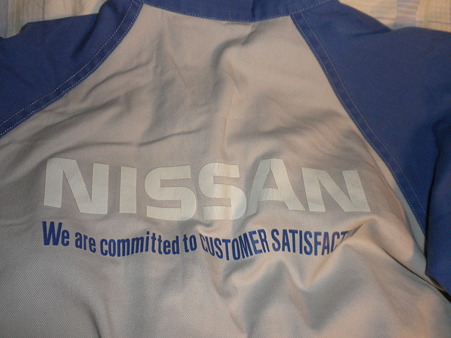 NISSAN
We are committed to CUSTOMER SATISFACT